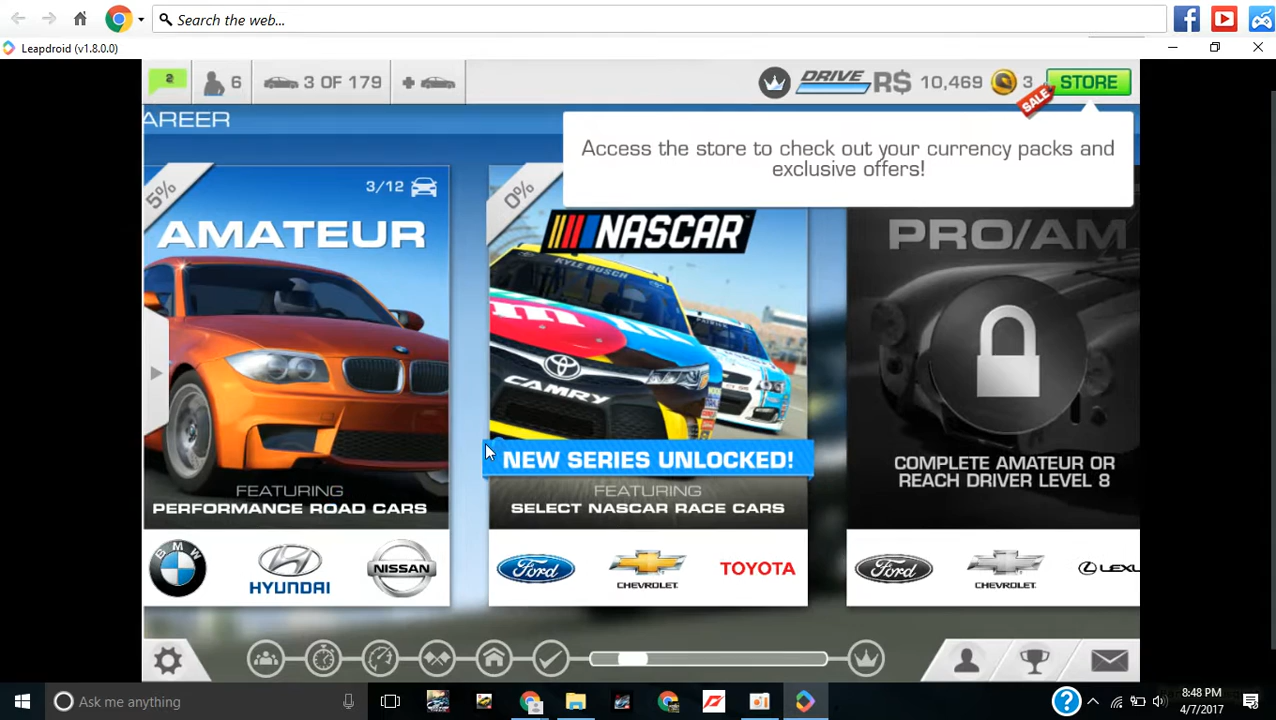 Search the web...
Leapdroid (v1.8.0.0)
2
6
3 OF 179
DRIVE
R$ 10,469
3
STORE
SALE
AREER
Access the store to check out your currency packs and
exclusive offers!
5%
3/12
AMATEUR
FEATURING
PERFORMANCE ROAD CARS
BMW
HYUNDAI
NISSAN
0%
NASCAR
KYLE BUSCH
CAMRY
NEW SERIES UNLOCKED!
FEATURING
SELECT NASCAR RACE CARS
Ford
CHEVROLET
TOYOTA
PRO/AM
COMPLETE AMATEUR OR
REACH DRIVER LEVEL 8
Ford
CHEVROLET
LEXU
Ask me anything
8:48 PM
4/7/2017